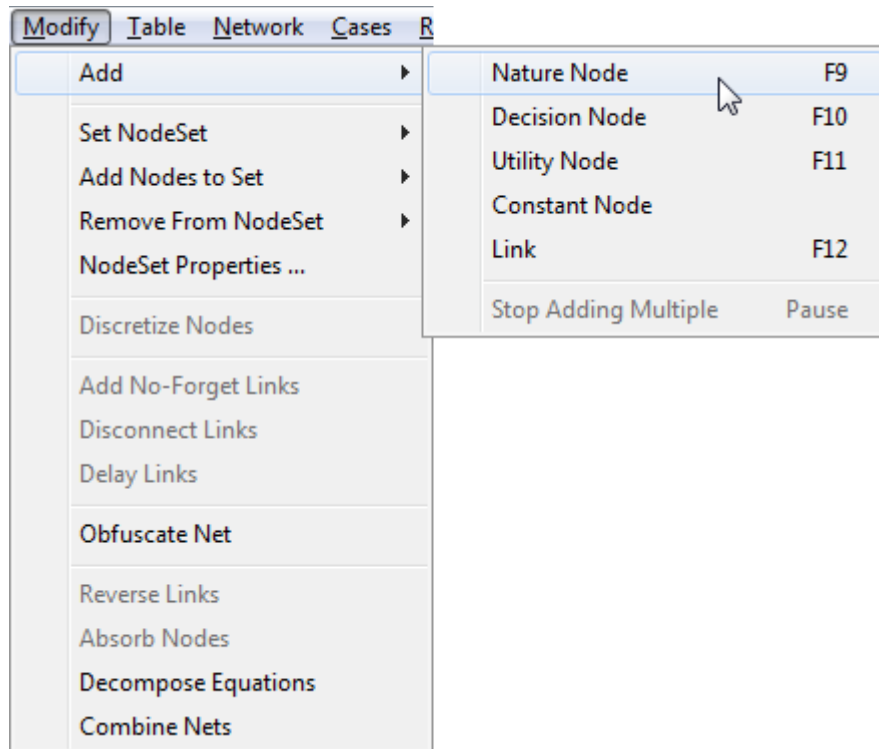 Modify Table Network Cases R
Add
Set NodeSet
Add Nodes to Set
Remove From NodeSet
NodeSet Properties ...
Discretize Nodes
Add No-Forget Links
Disconnect Links
Delay Links
Obfuscate Net
Reverse Links
Absorb Nodes
Decompose Equations
Combine Nets
Nature Node F9
Decision Node F10
Utility Node F11
Constant Node
Link F12
Stop Adding Multiple Pause